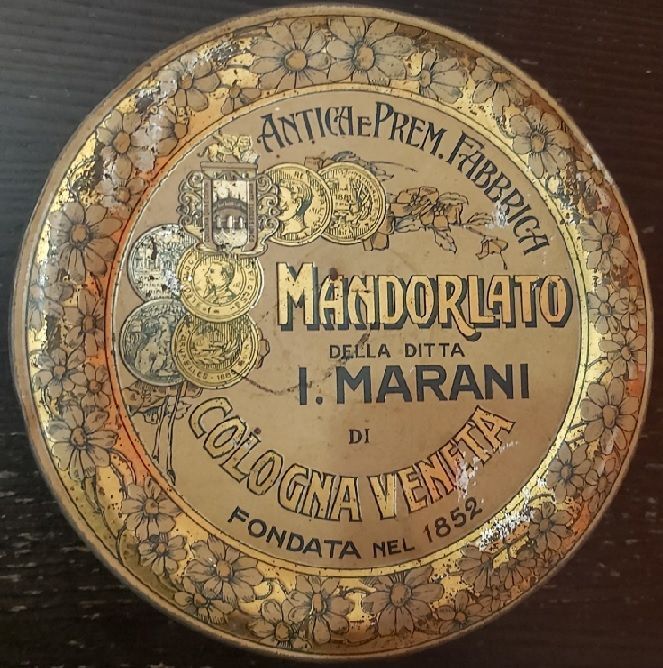 ANTICA E PREM. FABBRICA
MANDORLATO
DELLA DITTA
I. MARANI
DI
COLOGNA VENETA
FONDATA NEL 1852